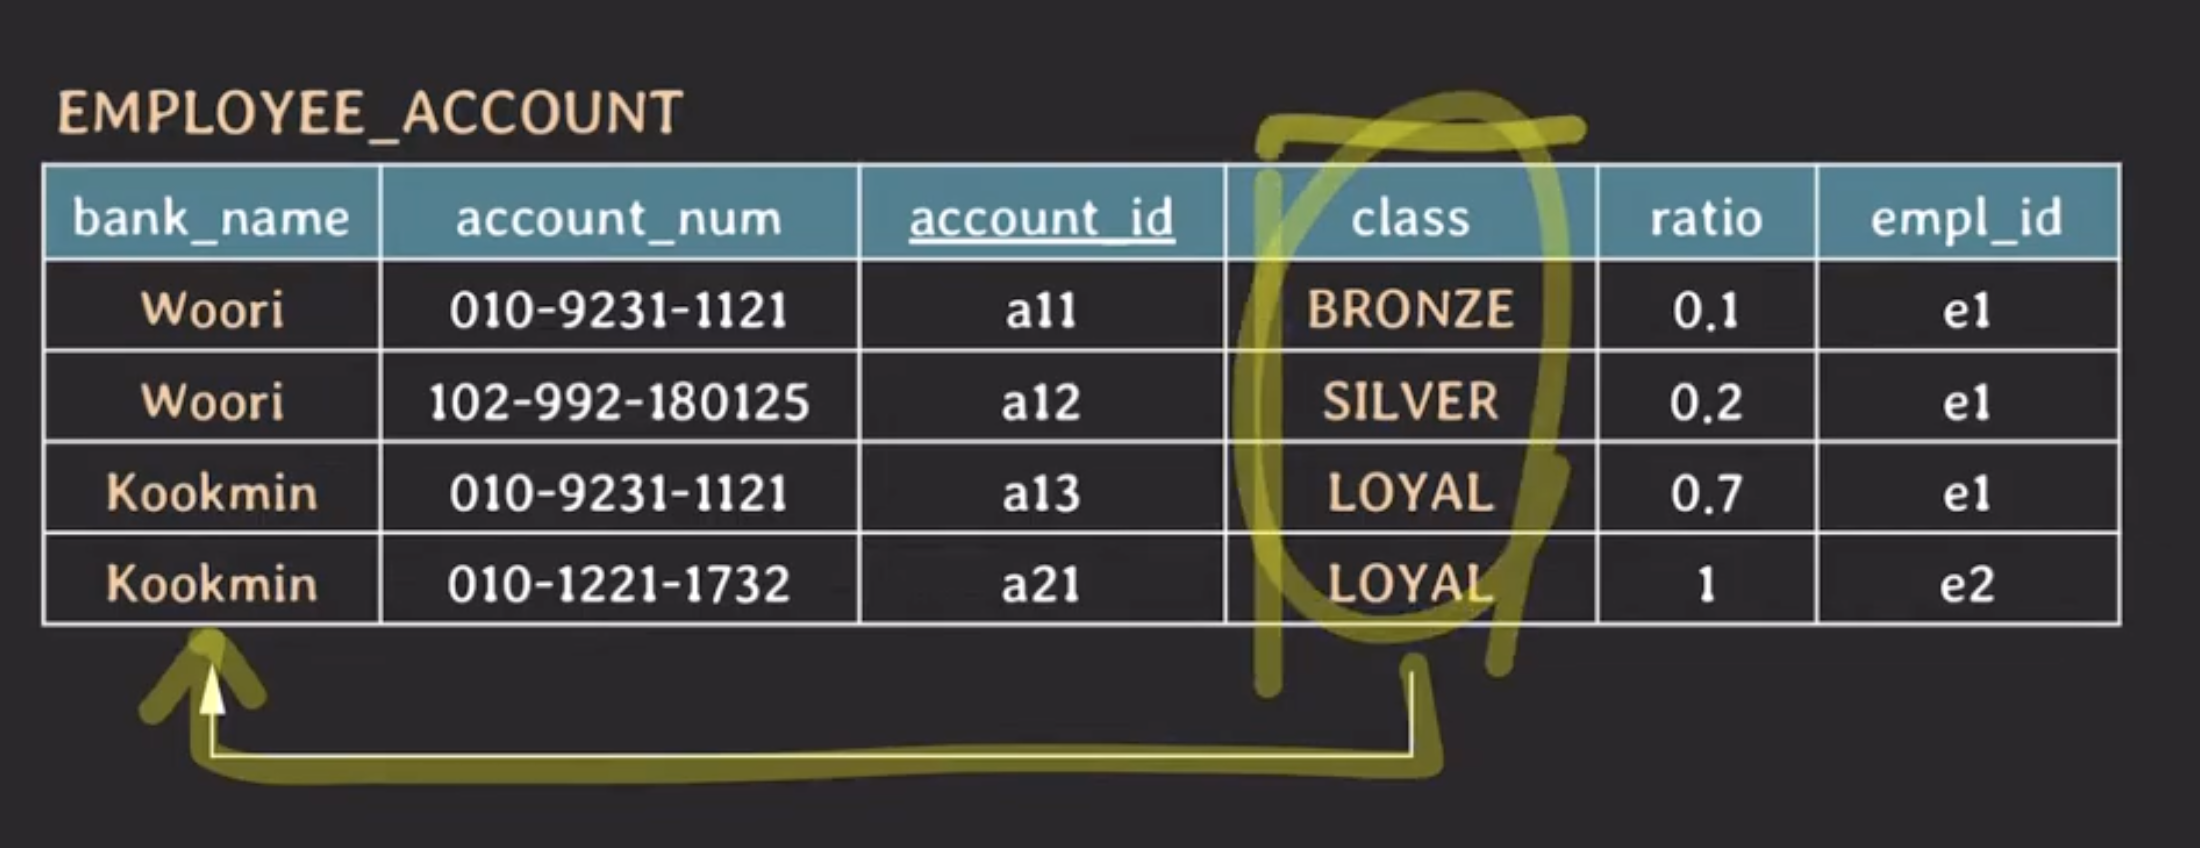 EMPLOYEE_ACCOUNT
bank_name account_num account_id class ratio empl_id
Woori 010-9231-1121 a11 BRONZE 0.1 e1
Woori 102-992-180125 a12 SILVER 0.2 e1
Kookmin 010-9231-1121 a13 LOYAL 0.7 e1
Kookmin 010-1221-1732 a21 LOYAL 1 e2